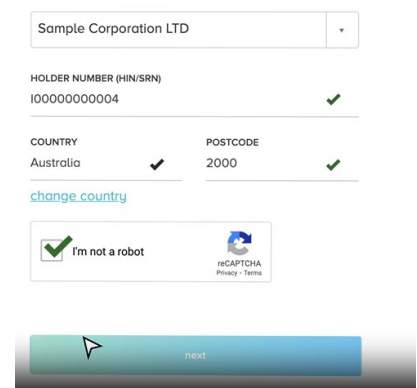 Sample Corporation LTD
HOLDER NUMBER (HIN/SRN)
I00000000004
COUNTRY
POSTCODE
Australia
2000
change country
I'm not a robot
reCAPTCHA
Privacy - Terms
next